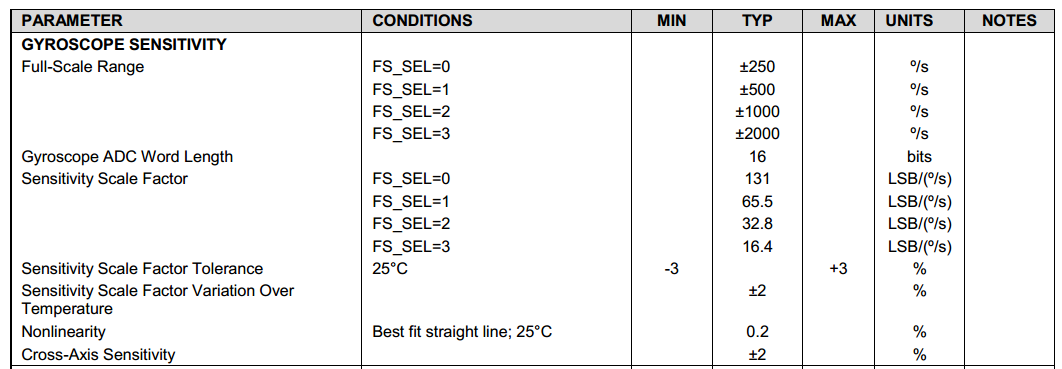 PARAMETER CONDITIONS MIN TYP MAX UNITS NOTES
GYROSCOPE SENSITIVITY
Full-Scale Range FS_SEL=0 ±250 º/s
FS_SEL=1 ±500 º/s
FS_SEL=2 ±1000 º/s
FS_SEL=3 ±2000 º/s
Gyroscope ADC Word Length 16 bits
Sensitivity Scale Factor FS_SEL=0 131 LSB/(º/s)
FS_SEL=1 65.5 LSB/(º/s)
FS_SEL=2 32.8 LSB/(º/s)
FS_SEL=3 16.4 LSB/(º/s)
Sensitivity Scale Factor Tolerance 25°C -3 +3 %
Sensitivity Scale Factor Variation Over ±2 %
Temperature
Nonlinearity Best fit straight line; 25°C 0.2 %
Cross-Axis Sensitivity ±2 %